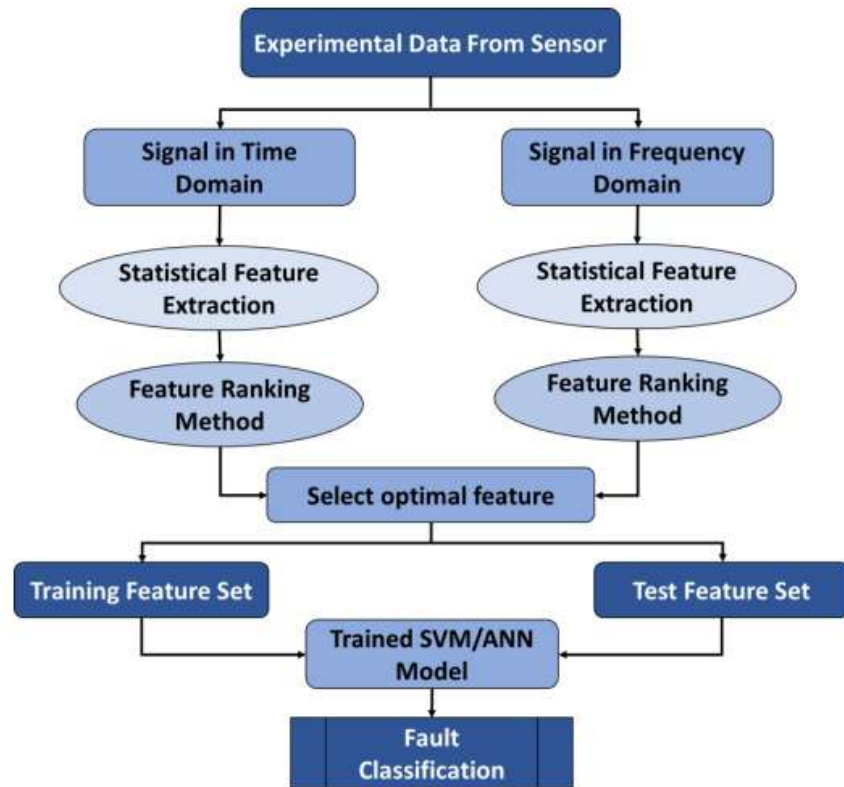 Experimental Data From Sensor
Signal in Time
Domain
Signal in Frequency
Domain
Statistical Feature
Extraction
Statistical Feature
Extraction
Feature Ranking
Method
Feature Ranking
Method
Select optimal feature
Training Feature Set
Test Feature Set
Trained SVM/ANN
Model
Fault
Classification